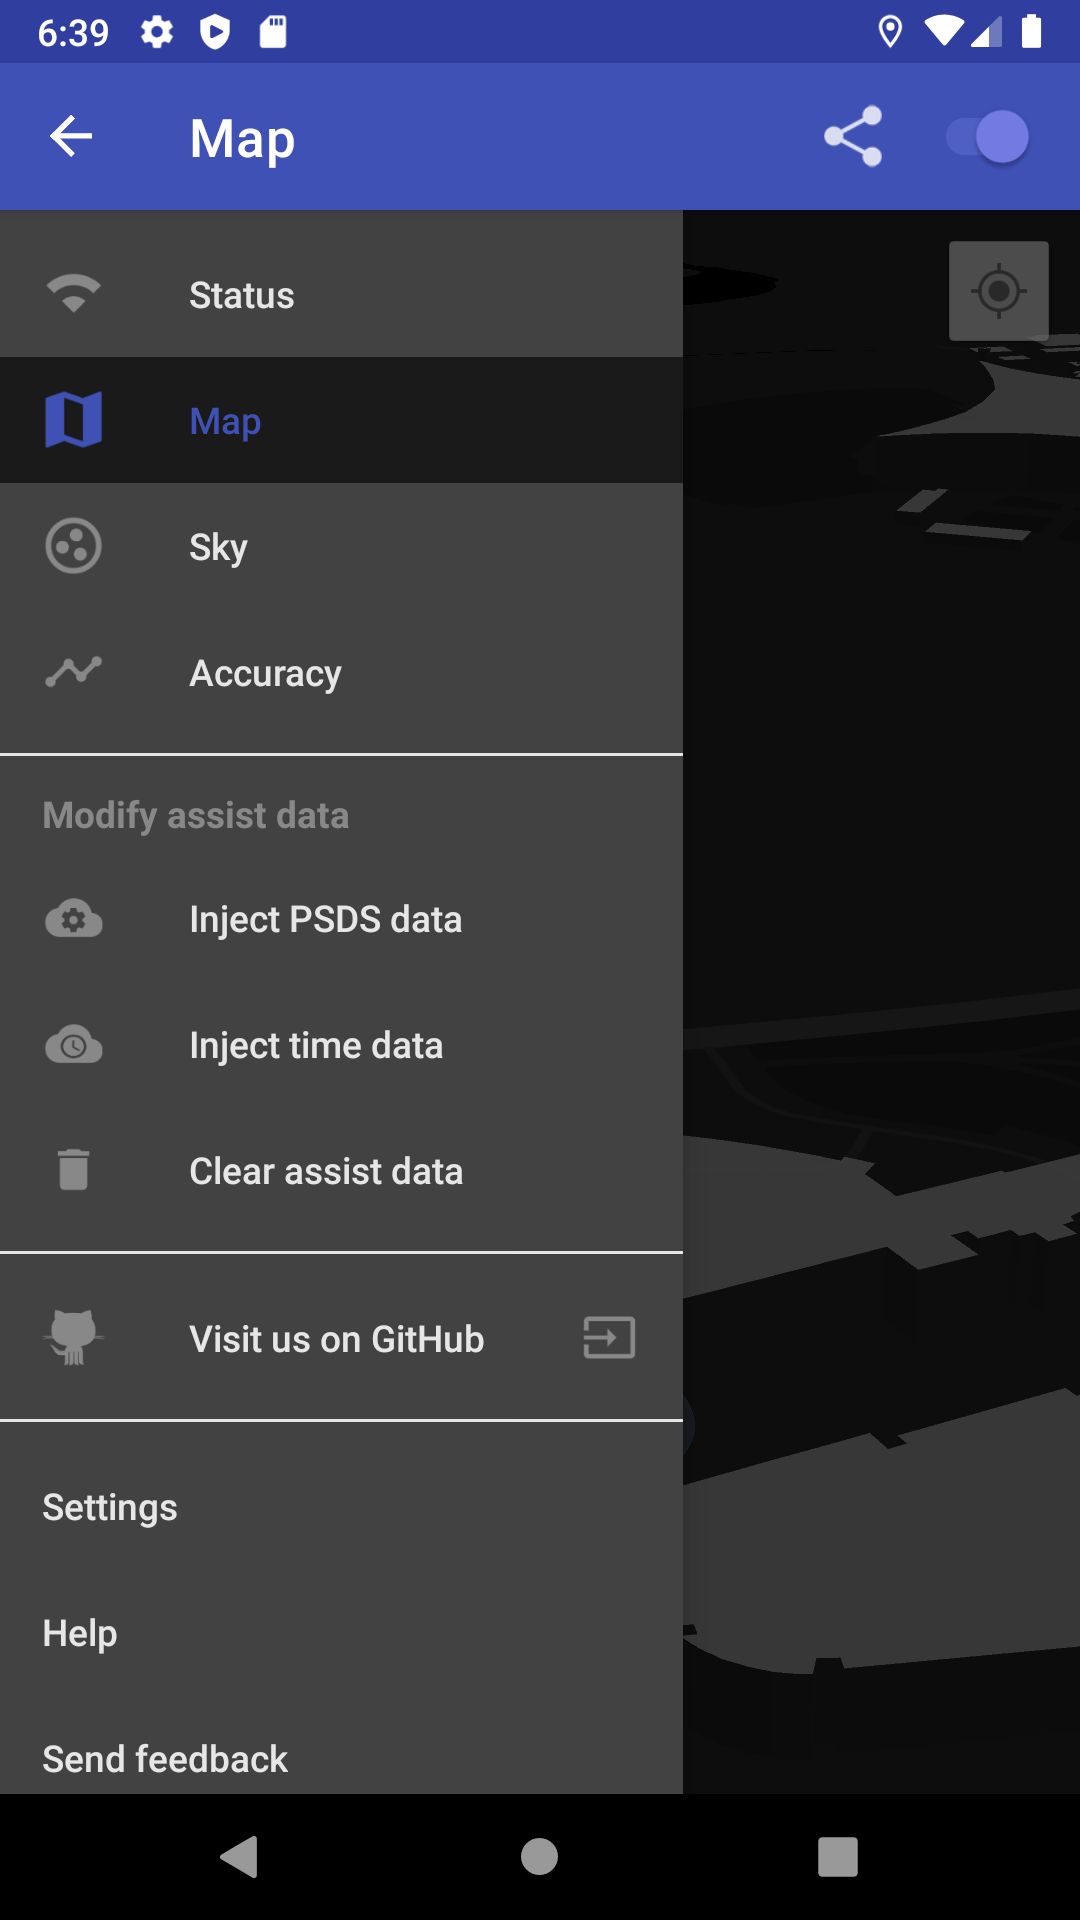 6:39
Map
Status
Map
Sky
Accuracy
Modify assist data
Inject PSDS data
Inject time data
Clear assist data
Visit us on GitHub
Settings
Help
Send feedback